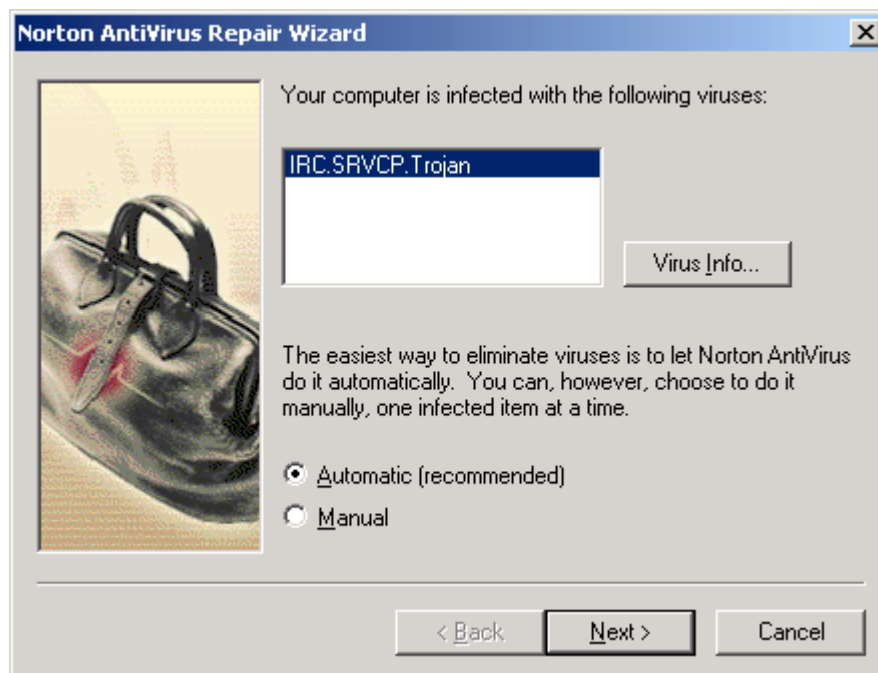 Norton AntiVirus Repair Wizard
Your computer is infected with the following viruses:
IRC.SRVCP.Trojan
Virus Info...
The easiest way to eliminate viruses is to let Norton AntiVirus
do it automatically.  You can, however, choose to do it
manually, one infected item at a time.
Automatic (recommended)
Manual
< Back
Next >
Cancel